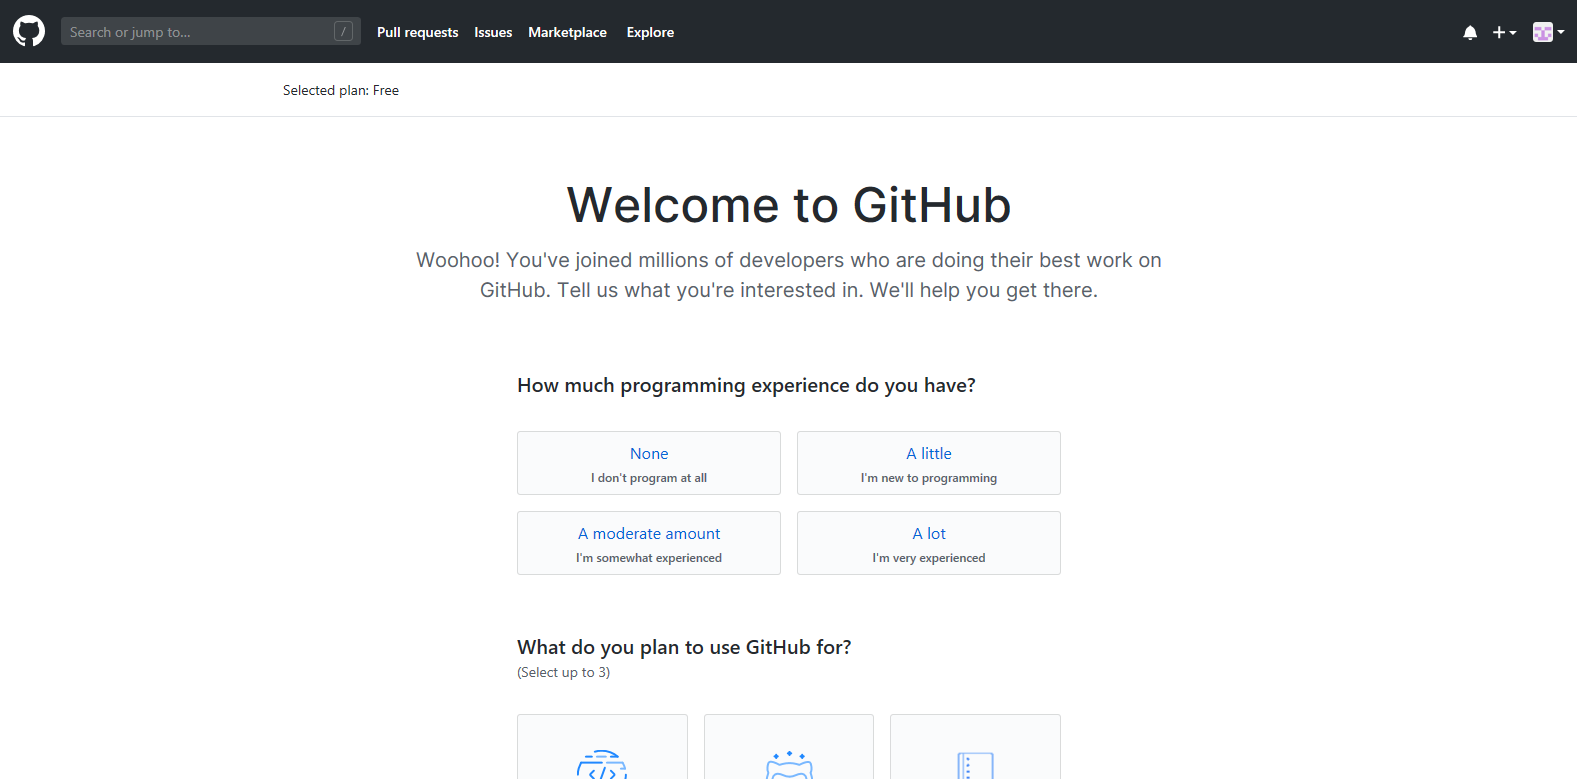 Search or jump to...
/
Pull requests
Issues
Marketplace
Explore
Selected plan: Free
Welcome to GitHub
Woohoo! You've joined millions of developers who are doing their best work on
GitHub. Tell us what you're interested in. We'll help you get there.
How much programming experience do you have?
None
I don't program at all
A little
I'm new to programming
A moderate amount
I'm somewhat experienced
A lot
I'm very experienced
What do you plan to use GitHub for?
(Select up to 3)